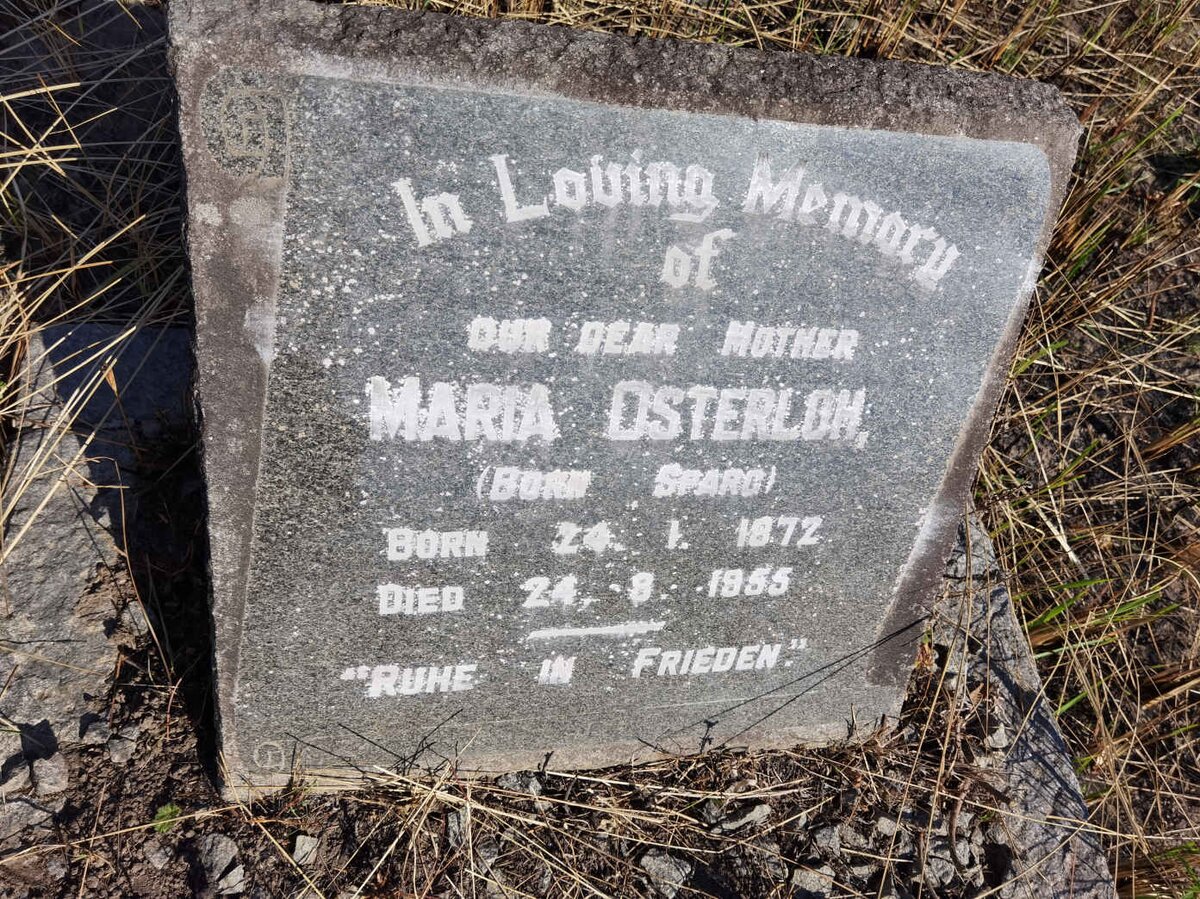 In Loving Memory
of
OUR DEAR MOTHER
MARIA OSTERLOH,
(BORN SPARG)
BORN 24. 1. 1872
DIED 24. 8. 1955
"RUHE IN FRIEDEN."